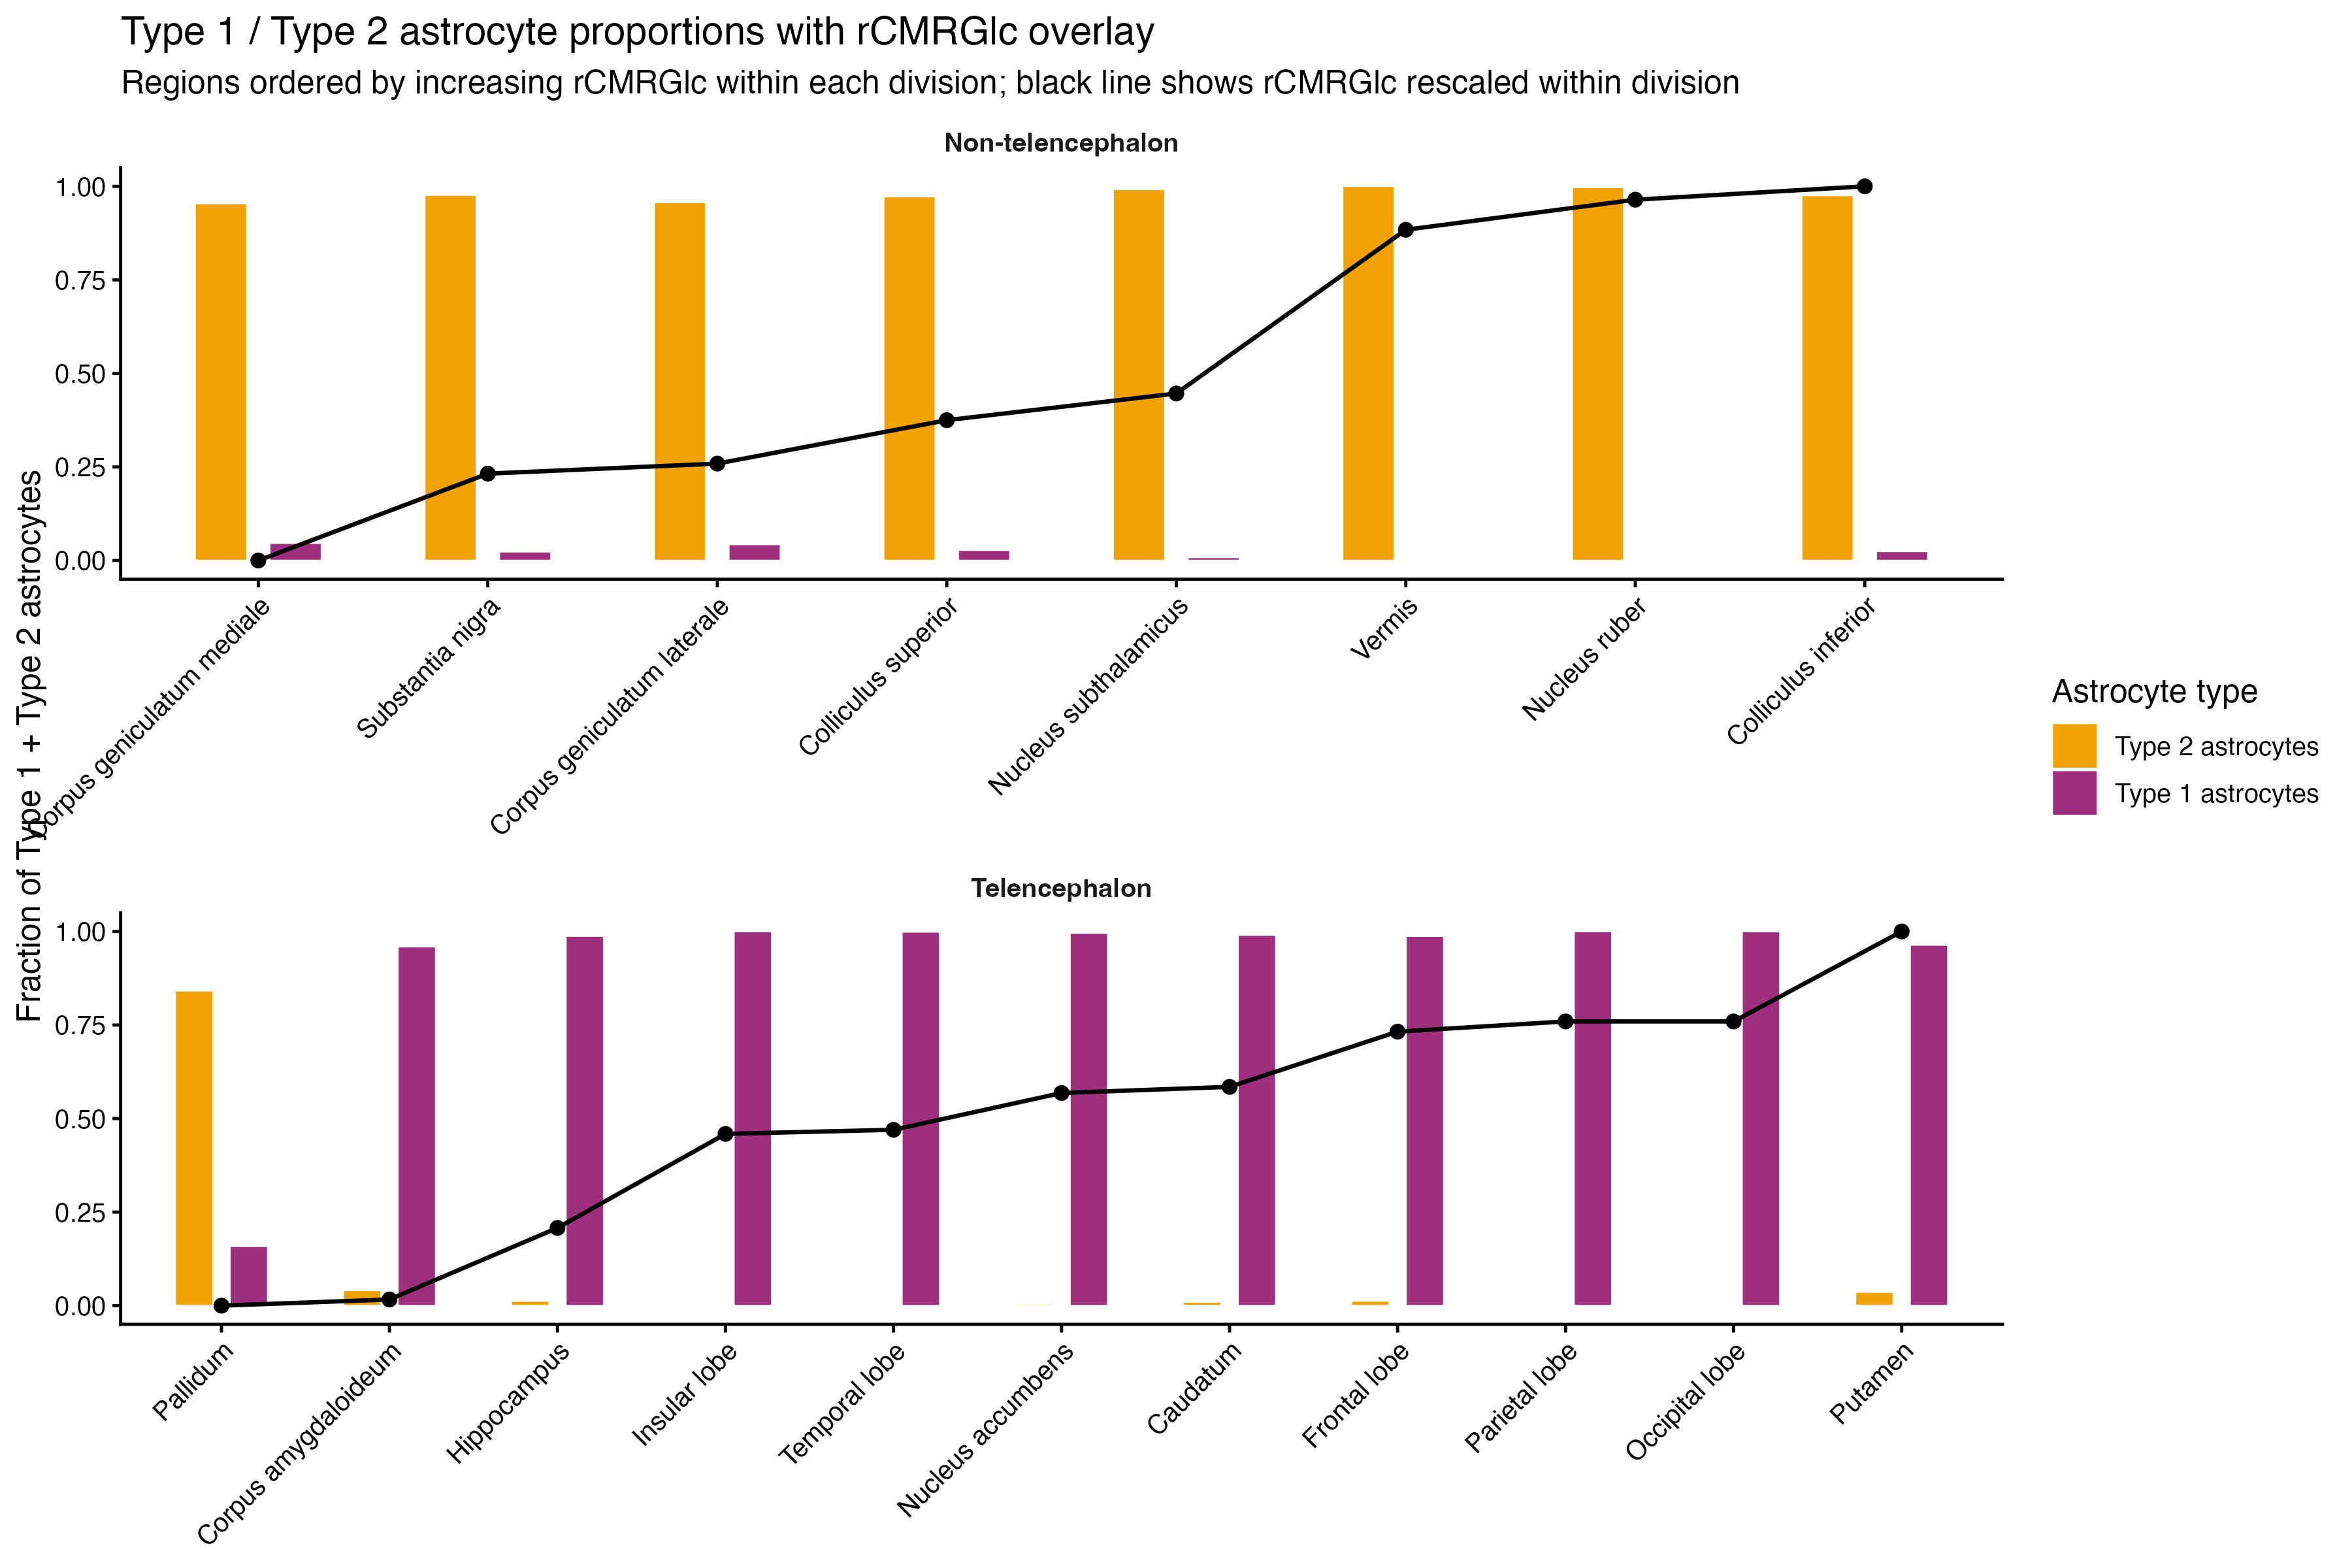 Type 1 / Type 2 astrocyte proportions with rCMRGlc overlay
Regions ordered by increasing rCMRGlc within each division; black line shows rCMRGlc rescaled within division
Fraction of Type 1 + Type 2 astrocytes
Non-telencephalon
1.00
0.75
0.50
0.25
0.00
Corpus geniculatum mediale
Substantia nigra
Corpus geniculatum laterale
Colliculus superior
Nucleus subthalamicus
Vermis
Nucleus ruber
Colliculus inferior
Telencephalon
1.00
0.75
0.50
0.25
0.00
Pallidum
Corpus amygdaloideum
Hippocampus
Insular lobe
Temporal lobe
Nucleus accumbens
Caudatum
Frontal lobe
Parietal lobe
Occipital lobe
Putamen
Astrocyte type
Type 2 astrocytes
Type 1 astrocytes